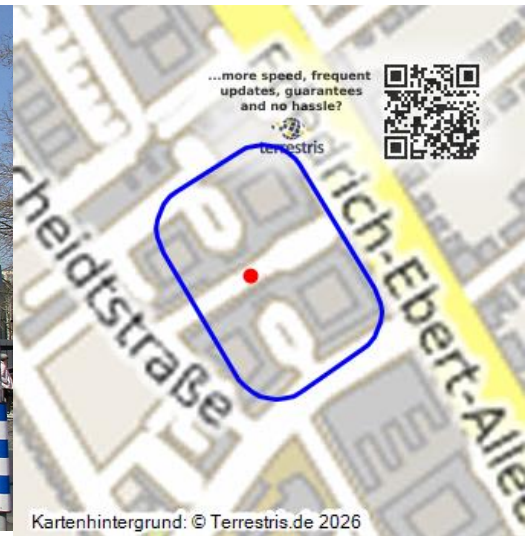 ...more speed, frequent
updates, guarantees
and no hassle?
terrestris
rich-Ebert-Allee
cheidtstraße
Kartenhintergrund: © Terrestris.de 2026